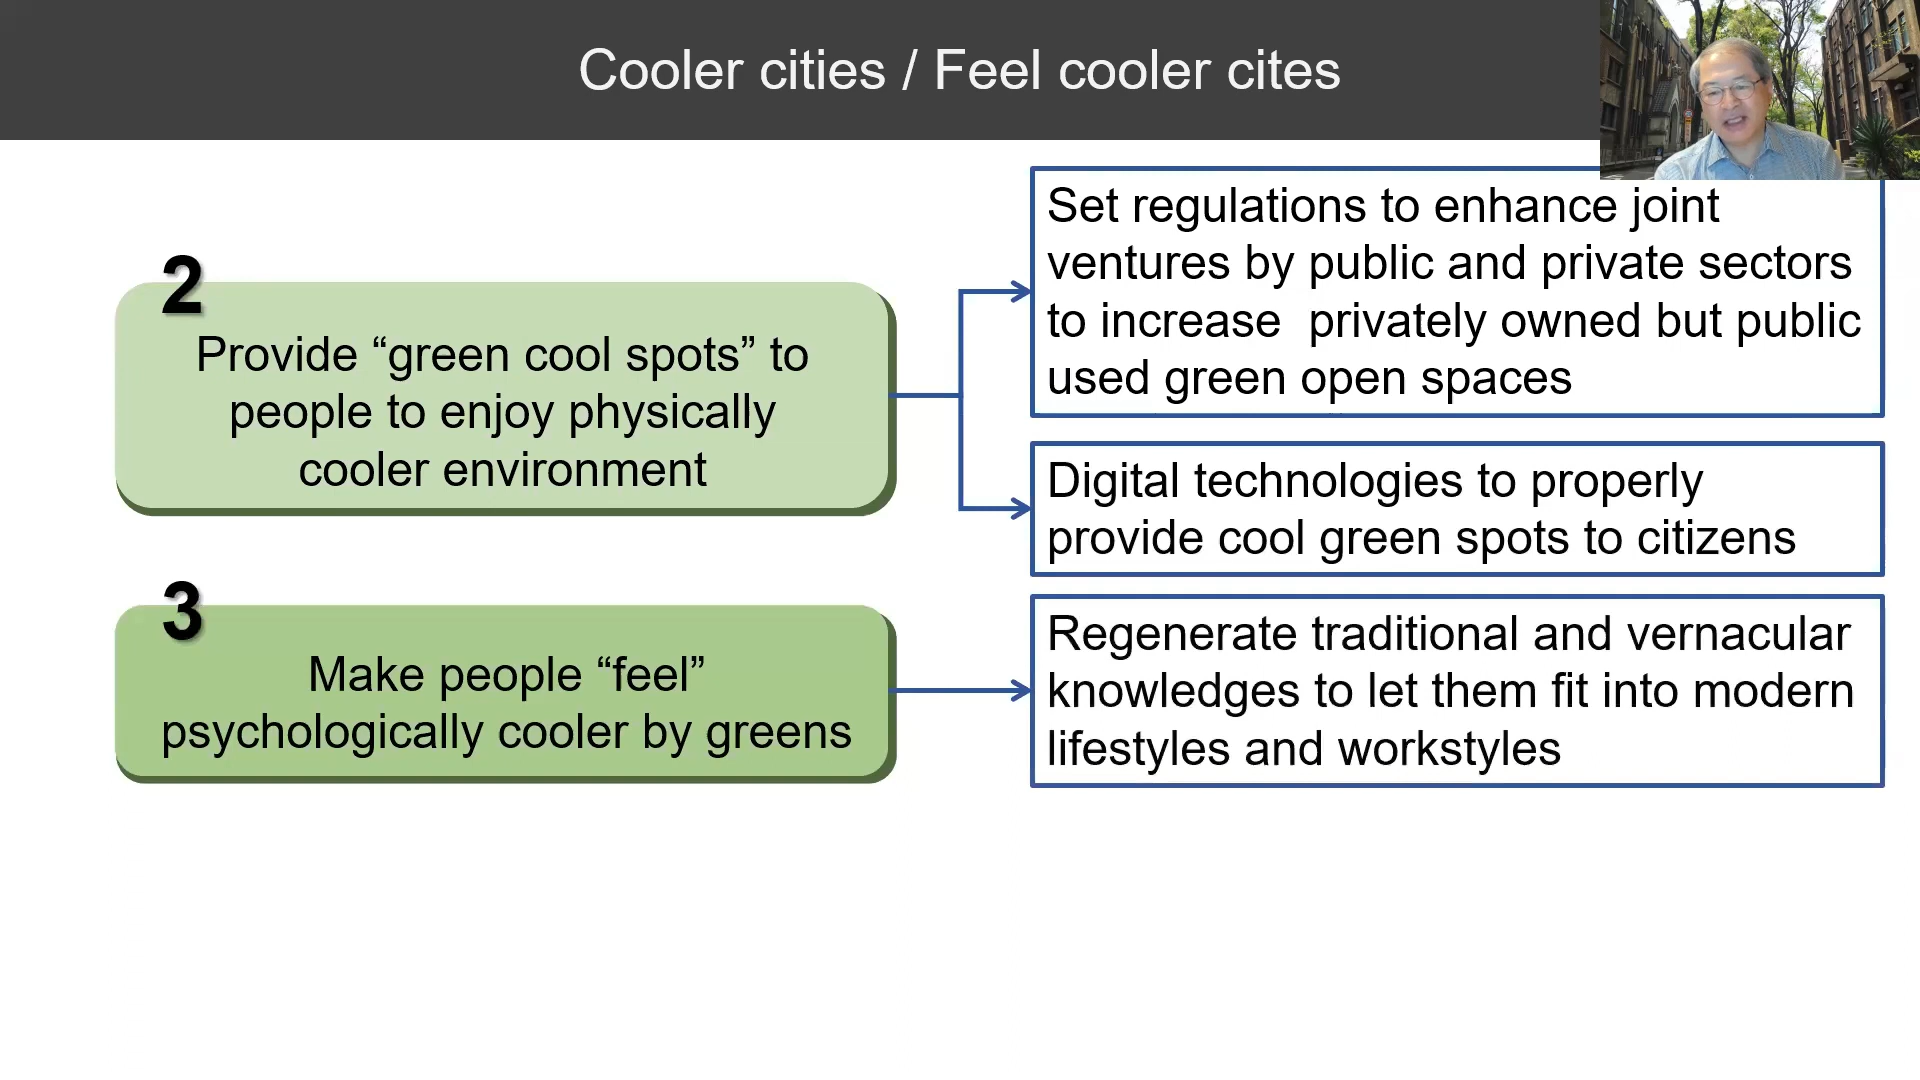 Cooler cities / Feel cooler cites
2
Provide “green cool spots” to
people to enjoy physically
cooler environment
Set regulations to enhance joint
ventures by public and private sectors
to increase  privately owned but public
used green open spaces
Digital technologies to properly
provide cool green spots to citizens
3
Make people “feel”
psychologically cooler by greens
Regenerate traditional and vernacular
knowledges to let them fit into modern
lifestyles and workstyles